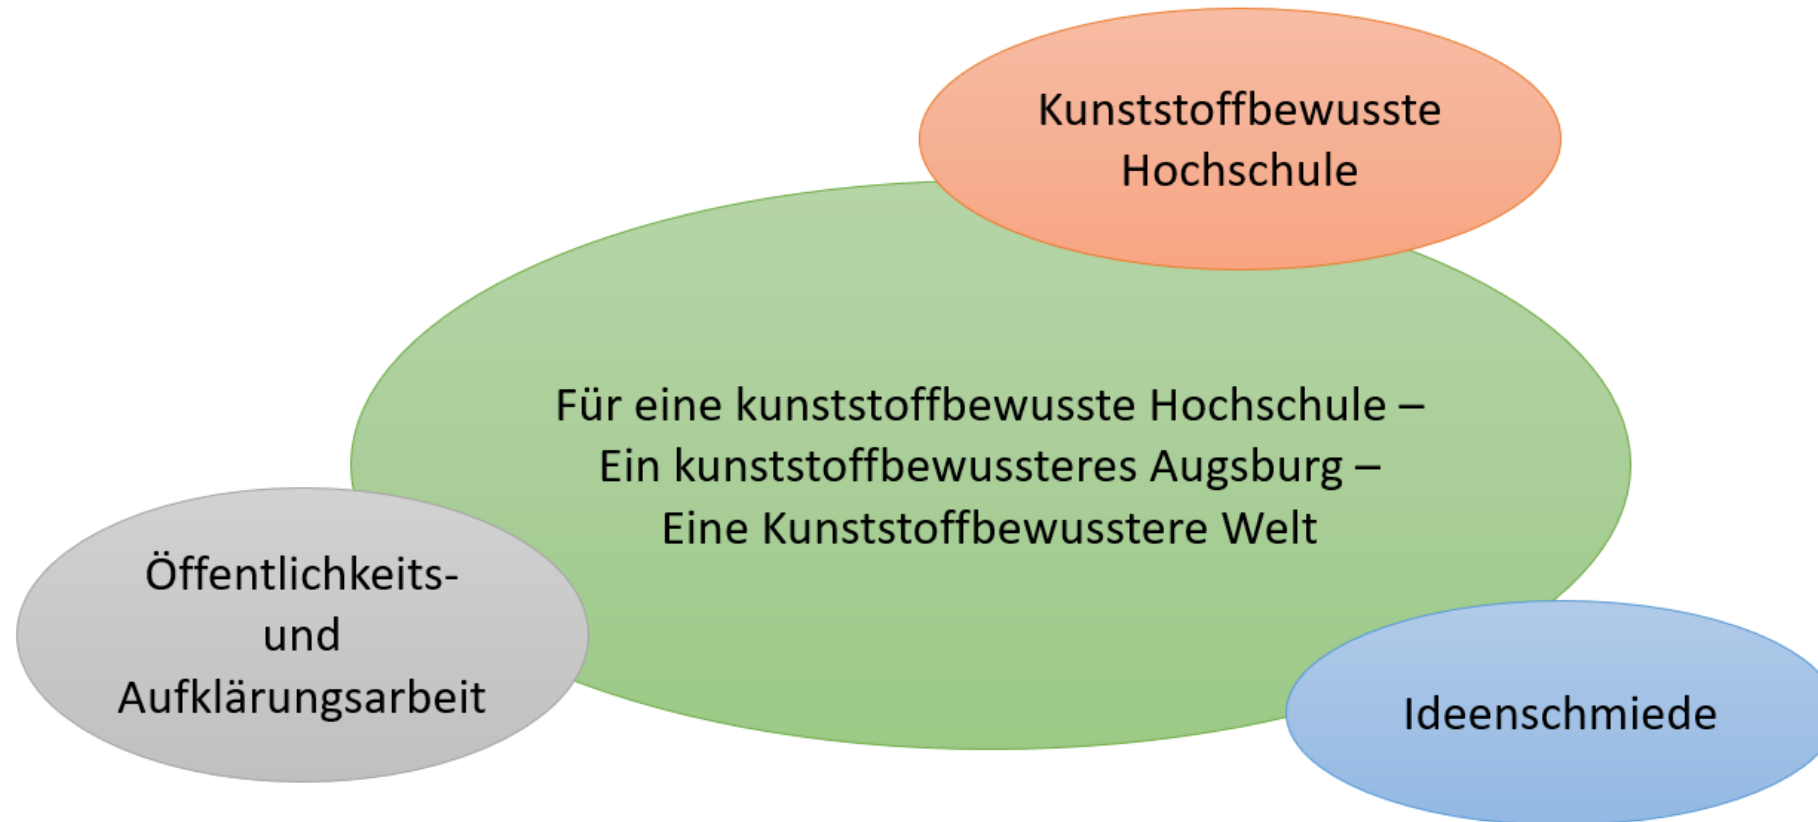 Kunststoffbewusste
Hochschule
Für eine kunststoffbewusste Hochschule –
Ein kunststoffbewussteres Augsburg –
Eine Kunststoffbewusstere Welt
Öffentlichkeits-
und
Aufklärungsarbeit
Ideenschmiede